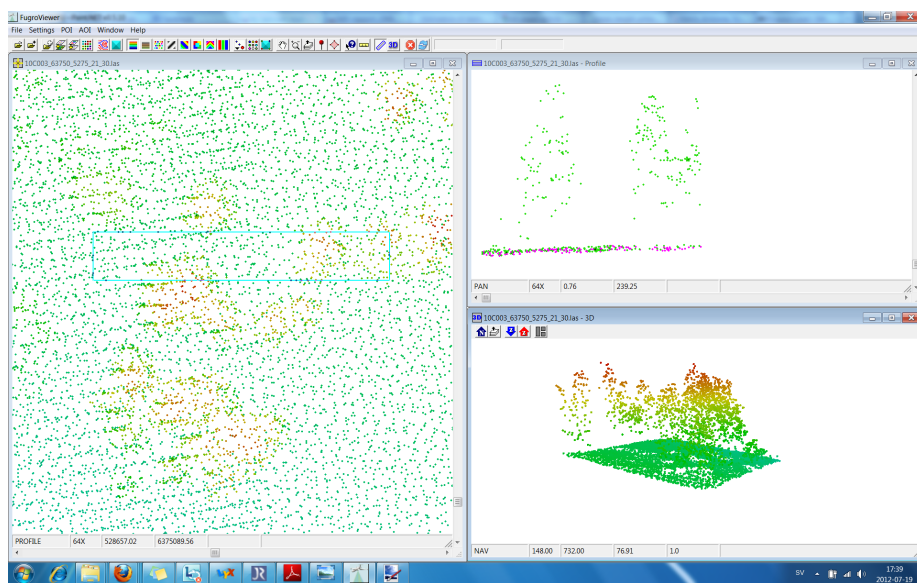 FugroViewer
File Settings POI AOI Window Help
3D
10C003_63750_5275_21_30.las
PROFILE 64X 528657.02 6375089.56
10C003_63750_5275_21_30.las - Profile
PAN 64X 0.76 239.25
3D 10C003_63750_5275_21_30.las - 3D
NAV 148.00 732.00 76.91 1.0
SV 17:39
2012-07-19